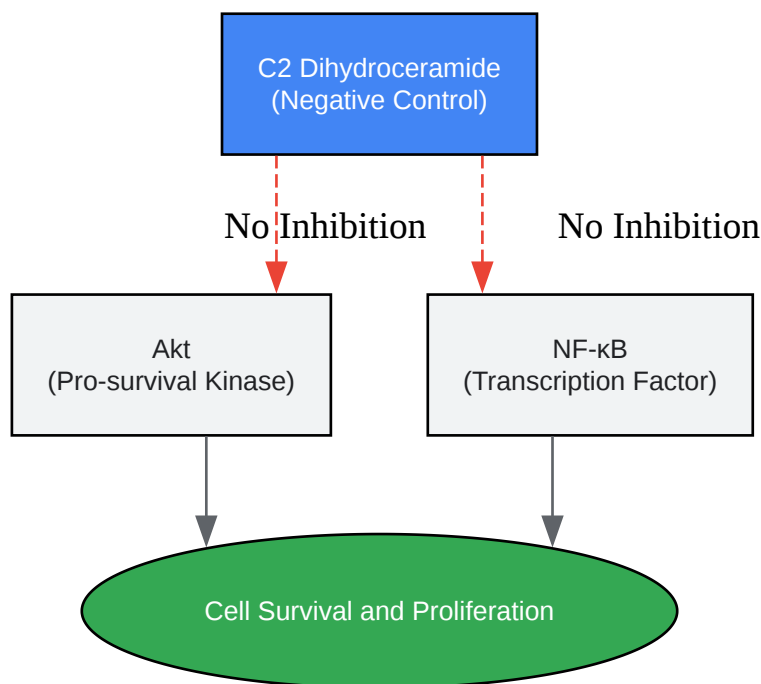 C2 Dihydroceramide
(Negative Control)
No Inhibition
No Inhibition
Akt
(Pro-survival Kinase)
NF-κB
(Transcription Factor)
Cell Survival and Proliferation